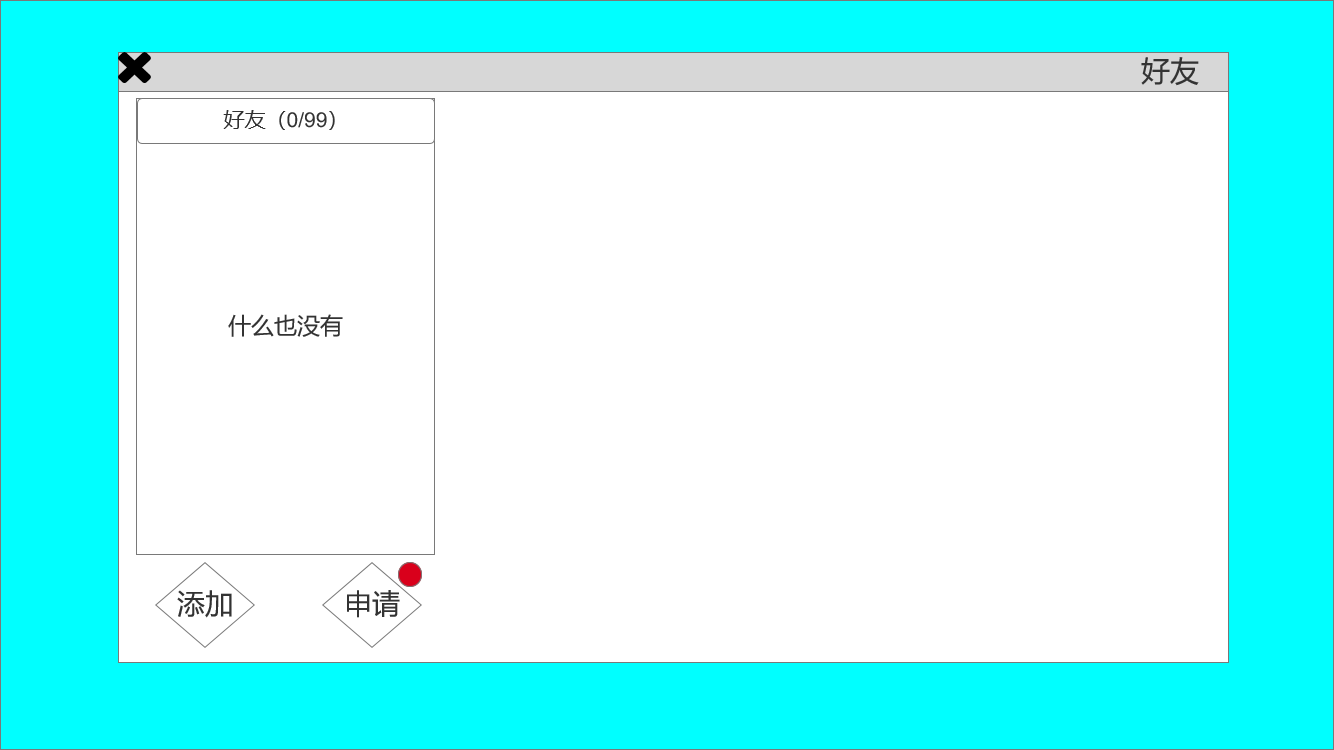 好友
好友（0/99）
什么也没有
添加
申请